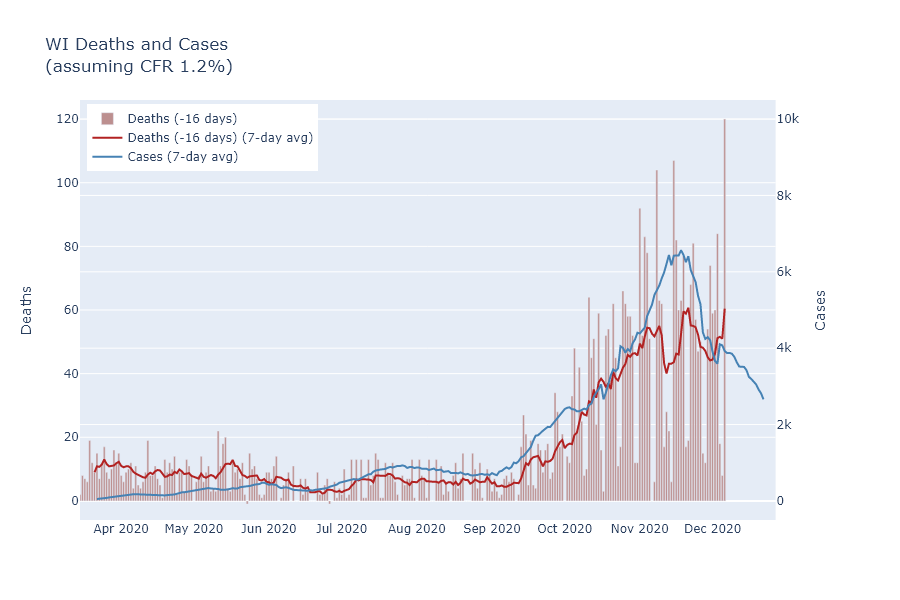 WI Deaths and Cases
(assuming CFR 1.2%)
Deaths (-16 days)
Deaths (-16 days) (7-day avg)
Cases (7-day avg)
120
100
80
60
40
20
0
Deaths
10k
8k
6k
4k
2k
0
Cases
Apr 2020 May 2020 Jun 2020 Jul 2020 Aug 2020 Sep 2020 Oct 2020 Nov 2020 Dec 2020